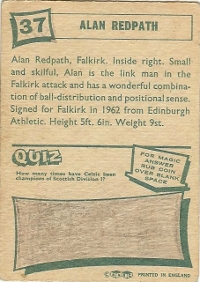 37
ALAN REDPATH
Alan Redpath, Falkirk. Inside right. Small
and skilful, Alan is the link man in the
Falkirk attack and has a wonderful combina-
tion of ball-distribution and positional sense.
Signed for Falkirk in 1962 from Edinburgh
Athletic. Height 5ft. 6in. Weight 9st.
QUIZ
How many times have Celtic been
champions of Scottish Division 1?
FOR MAGIC
ANSWER
RUB COIN
OVER BLANK
SPACE
PRINTED IN ENGLAND